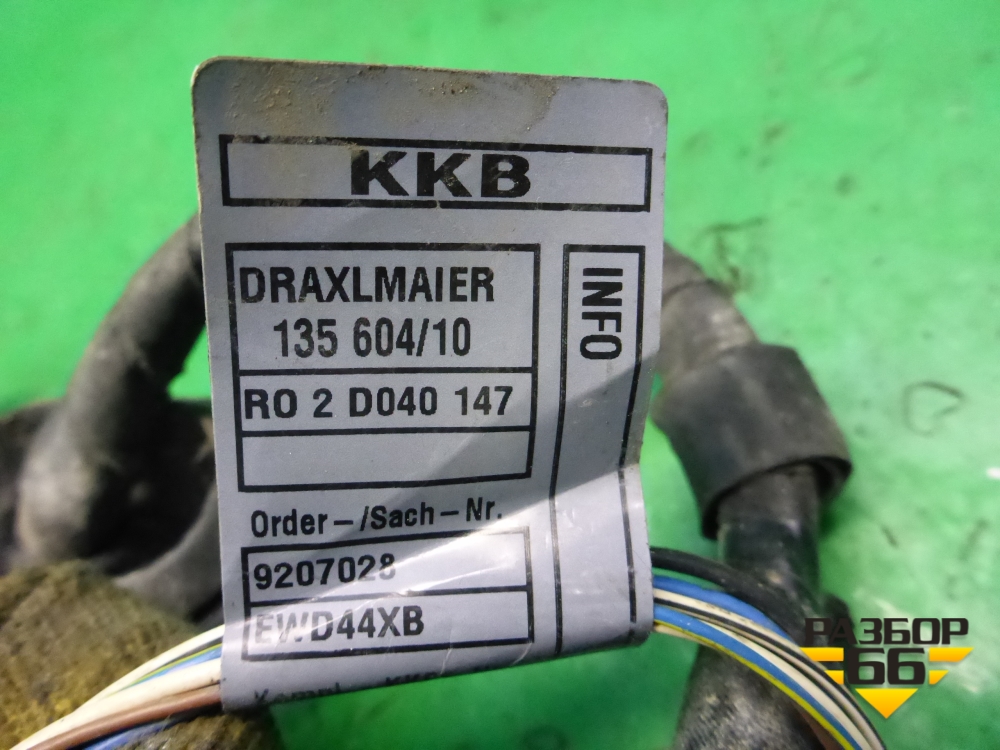 KKB
DRAXLMAIER
135 604/10
RO 2 D040 147
INFO
Order-/Sach-Nr.
9207028
EWD44XB
РАЗБОР
66